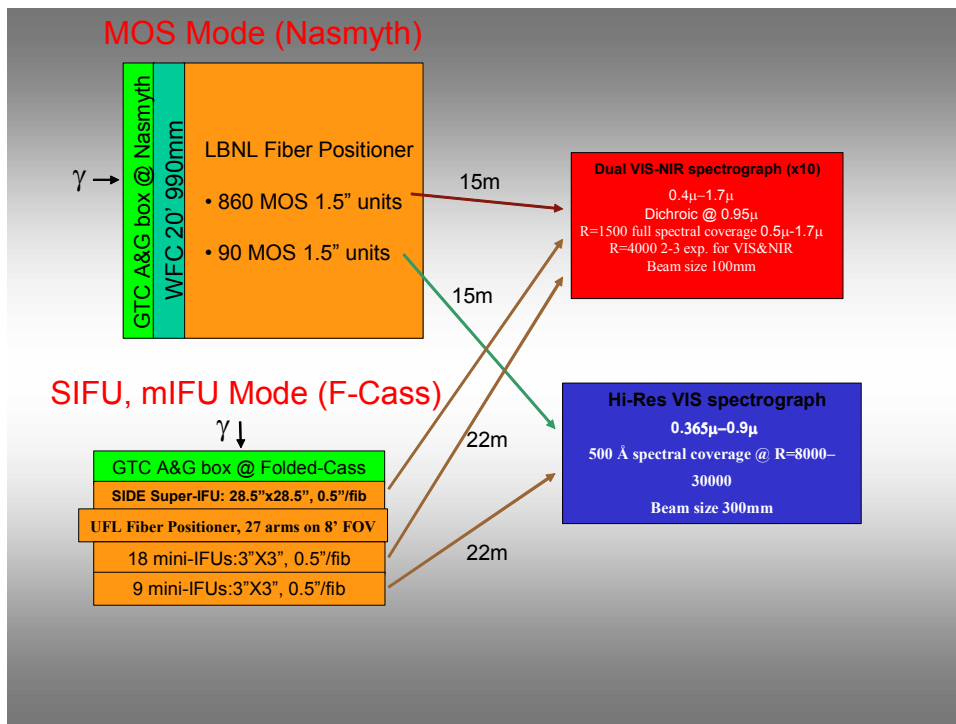 MOS Mode (Nasmyth)
γ
GTC A&G box @ Nasmyth
WFC 20' 990mm
LBNL Fiber Positioner
• 860 MOS 1.5" units
• 90 MOS 1.5" units
15m
15m
Dual VIS-NIR spectrograph (x10)
0.4μ–1.7μ
Dichroic @ 0.95μ
R=1500 full spectral coverage 0.5μ-1.7μ
R=4000 2-3 exp. for VIS&NIR
Beam size 100mm
SIFU, mIFU Mode (F-Cass)
γ
GTC A&G box @ Folded-Cass
SIDE Super-IFU: 28.5"x28.5", 0.5"/fib
UFL Fiber Positioner, 27 arms on 8' FOV
18 mini-IFUs:3"X3", 0.5"/fib
9 mini-IFUs:3"X3", 0.5"/fib
22m
22m
Hi-Res VIS spectrograph
0.365μ–0.9μ
500 Å spectral coverage @ R=8000–
30000
Beam size 300mm